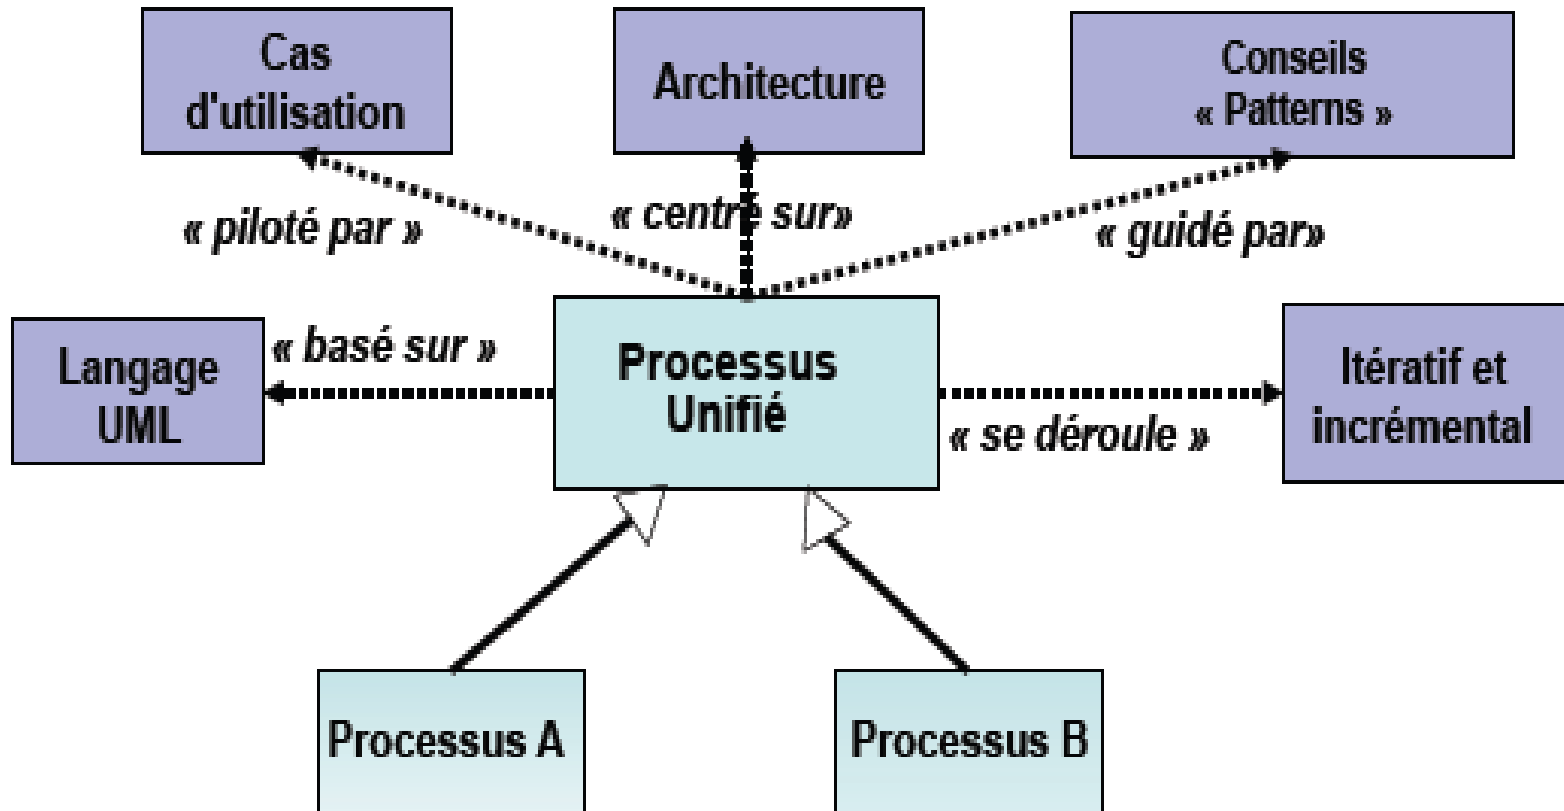 Cas
d'utilisation
Architecture
Conseils
« Patterns »
« piloté par »
« centré sur»
« guidé par»
Langage
UML
« basé sur »
Processus
Unifié
« se déroule »
Itératif et
incrémental
Processus A
Processus B